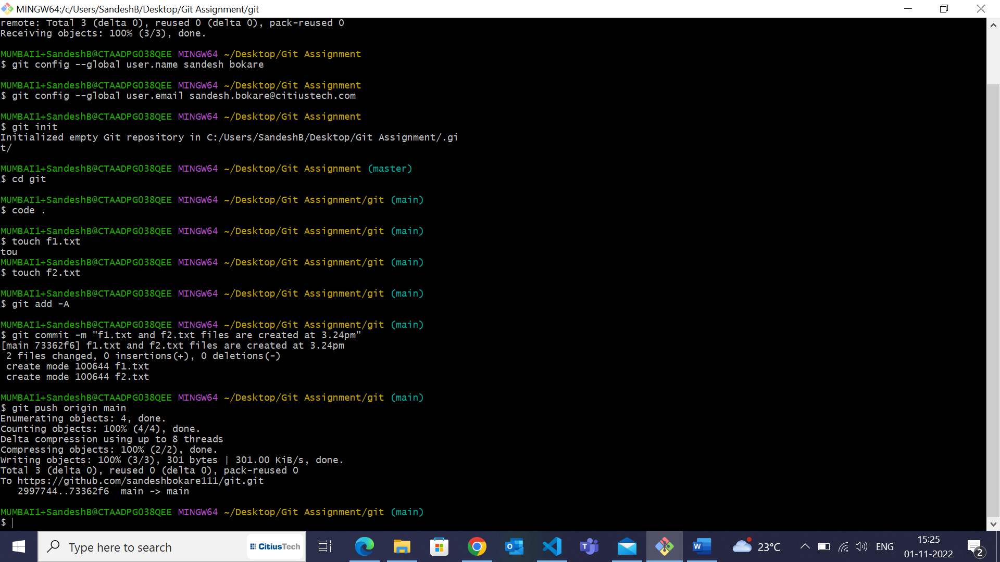 MINGW64:/c/Users/SandeshB/Desktop/Git Assignment/git
remote: Total 3 (delta 0), reused 0 (delta 0), pack-reused 0
Receiving objects: 100% (3/3), done.
MUMBAI1+SandeshB@CTAADPG038QEE MINGW64 ~/Desktop/Git Assignment
$ git config --global user.name sandesh bokare
MUMBAI1+SandeshB@CTAADPG038QEE MINGW64 ~/Desktop/Git Assignment
$ git config --global user.email sandesh.bokare@citiustech.com
MUMBAI1+SandeshB@CTAADPG038QEE MINGW64 ~/Desktop/Git Assignment
$ git init
Initialized empty Git repository in C:/Users/SandeshB/Desktop/Git Assignment/.gi
t/
MUMBAI1+SandeshB@CTAADPG038QEE MINGW64 ~/Desktop/Git Assignment (master)
$ cd git
MUMBAI1+SandeshB@CTAADPG038QEE MINGW64 ~/Desktop/Git Assignment/git (main)
$ code .
MUMBAI1+SandeshB@CTAADPG038QEE MINGW64 ~/Desktop/Git Assignment/git (main)
$ touch f1.txt
tou
MUMBAI1+SandeshB@CTAADPG038QEE MINGW64 ~/Desktop/Git Assignment/git (main)
$ touch f2.txt
MUMBAI1+SandeshB@CTAADPG038QEE MINGW64 ~/Desktop/Git Assignment/git (main)
$ git add -A
MUMBAI1+SandeshB@CTAADPG038QEE MINGW64 ~/Desktop/Git Assignment/git (main)
$ git commit -m "f1.txt and f2.txt files are created at 3.24pm"
[main 73362f6] f1.txt and f2.txt files are created at 3.24pm
2 files changed, 0 insertions(+), 0 deletions(-)
create mode 100644 f1.txt
create mode 100644 f2.txt
MUMBAI1+SandeshB@CTAADPG038QEE MINGW64 ~/Desktop/Git Assignment/git (main)
$ git push origin main
Enumerating objects: 4, done.
Counting objects: 100% (4/4), done.
Delta compression using up to 8 threads
Compressing objects: 100% (2/2), done.
Writing objects: 100% (3/3), 301 bytes | 301.00 KiB/s, done.
Total 3 (delta 0), reused 0 (delta 0), pack-reused 0
To https://github.com/sandeshbokare111/git.git
2997744..73362f6  main -> main
MUMBAI1+SandeshB@CTAADPG038QEE MINGW64 ~/Desktop/Git Assignment/git (main)
$
Type here to search
CitiusTech
23°C
ENG
15:25
01-11-2022
2